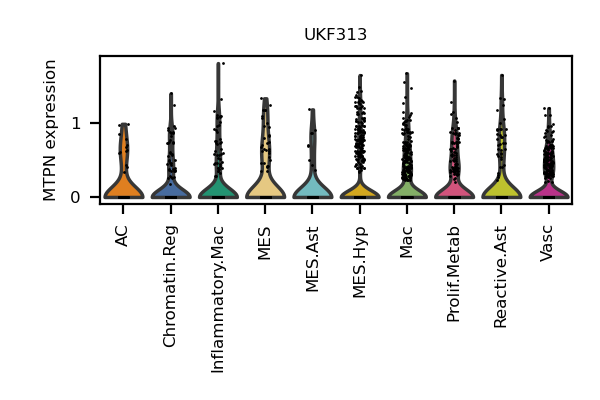 UKF313
MTPN expression
1
0
AC
Chromatin.Reg
Inflammatory.Mac
MES
MES.Ast
MES.Hyp
Mac
Prolif.Metab
Reactive.Ast
Vasc